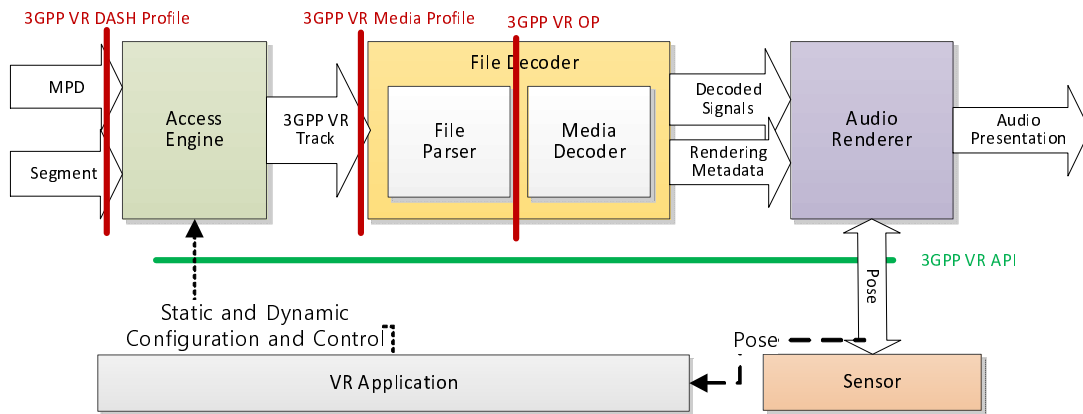 3GPP VR DASH Profile
3GPP VR Media Profile
3GPP VR OP
MPD
Segment
Access
Engine
3GPP VR
Track
File Decoder
File
Parser
Media
Decoder
Decoded
Signals
Rendering
Metadata
Audio
Renderer
Audio
Presentation
3GPP VR API
Pose
Static and Dynamic
Configuration and Control
Pose
VR Application
Sensor